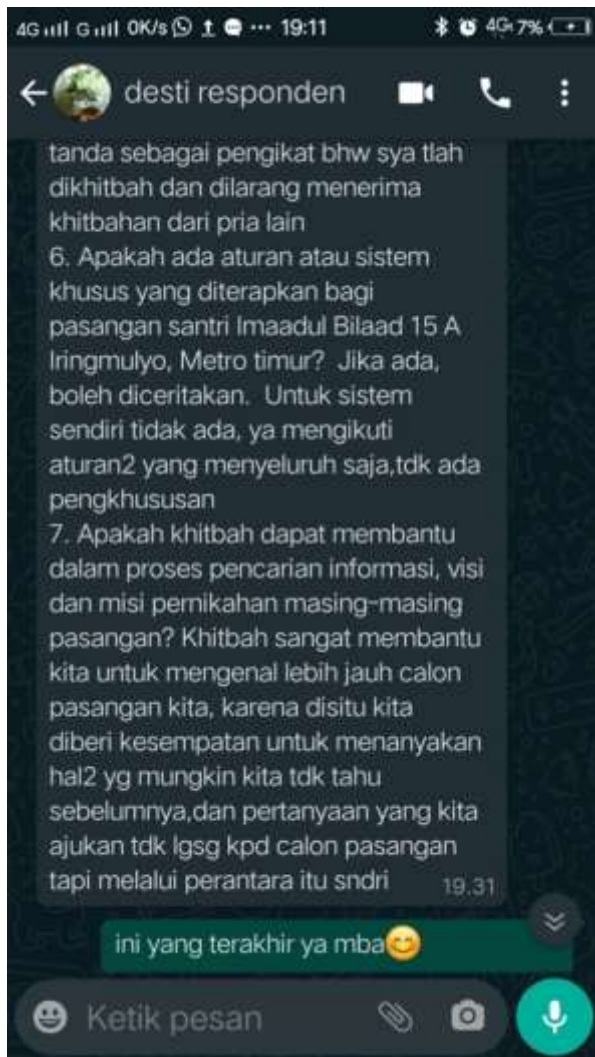 4G G 0K/s ... 19:11 4G+ 7%
desti responden
tanda sebagai pengikat bhw sya tlah
dikhitbah dan dilarang menerima
khitbahan dari pria lain
6. Apakah ada aturan atau sistem
khusus yang diterapkan bagi
pasangan santri Imaadul Bilaad 15 A
Iringmulyo, Metro timur? Jika ada,
boleh diceritakan. Untuk sistem
sendiri tidak ada, ya mengikuti
aturan2 yang menyeluruh saja,tdk ada
pengkhususan
7. Apakah khitbah dapat membantu
dalam proses pencarian informasi, visi
dan misi pernikahan masing-masing
pasangan? Khitbah sangat membantu
kita untuk mengenal lebih jauh calon
pasangan kita, karena disitu kita
diberi kesempatan untuk menanyakan
hal2 yg mungkin kita tdk tahu
sebelumnya,dan pertanyaan yang kita
ajukan tdk lgsg kpd calon pasangan
tapi melalui perantara itu sndri 19.31
ini yang terakhir ya mba😊
Ketik pesan